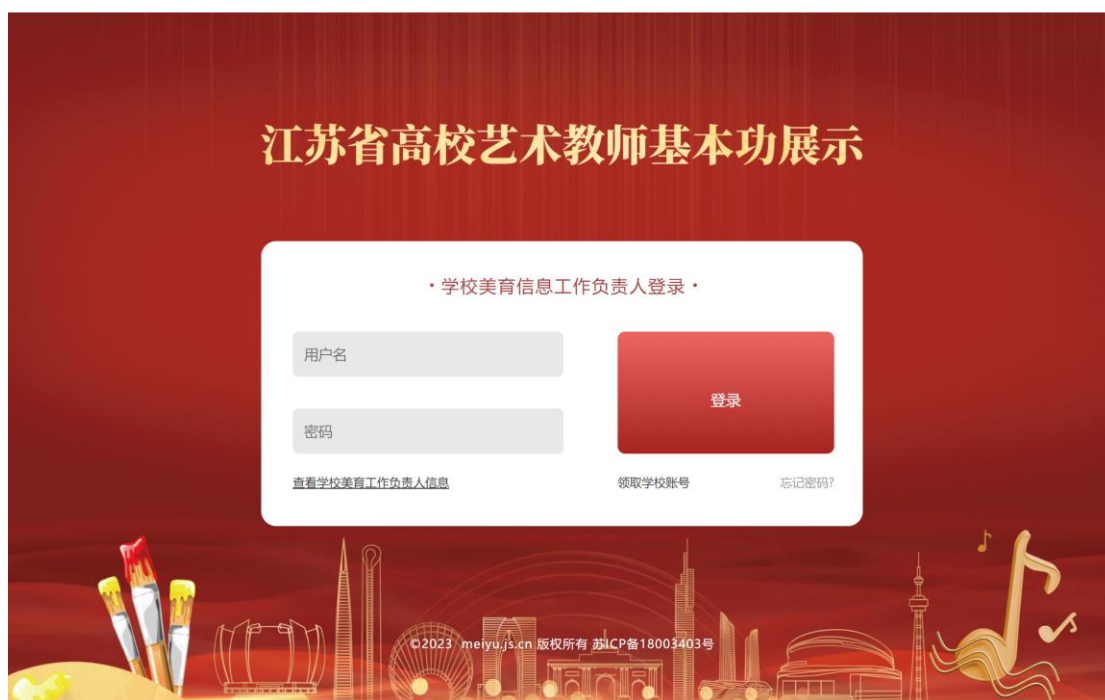 江苏省高校艺术教师基本功展示
·学校美育信息工作负责人登录·
用户名
登录
密码
查看学校美育工作负责人信息 领取学校账号 忘记密码?
©2023 meiyu.js.cn 版权所有 苏ICP备18003403号